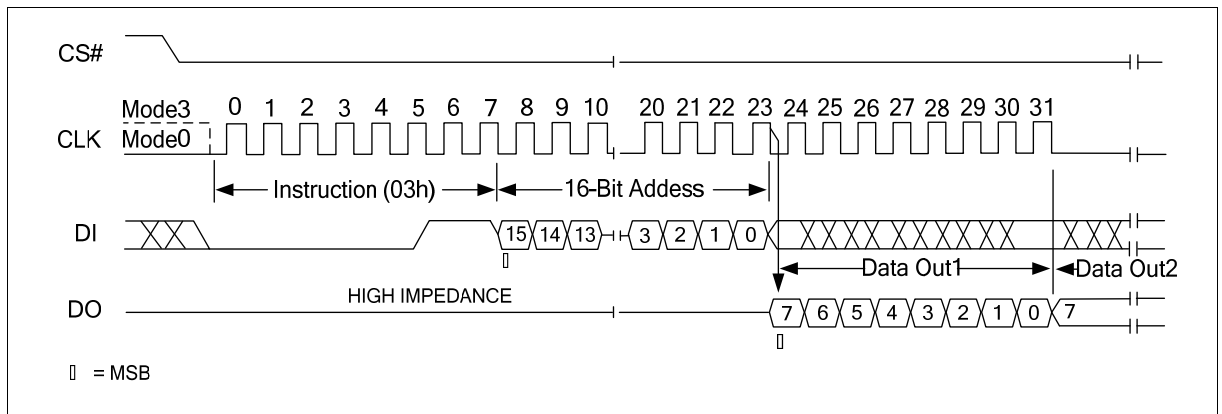 CS#
Mode3 0 1 2 3 4 5 6 7 8 9 10 20 21 22 23 24 25 26 27 28 29 30 31
CLK Mode0
Instruction (03h) 16-Bit Addess
DI 15 14 13 3 2 1 0
Data Out1 Data Out2
HIGH IMPEDANCE
DO 7 6 5 4 3 2 1 0 7
= MSB